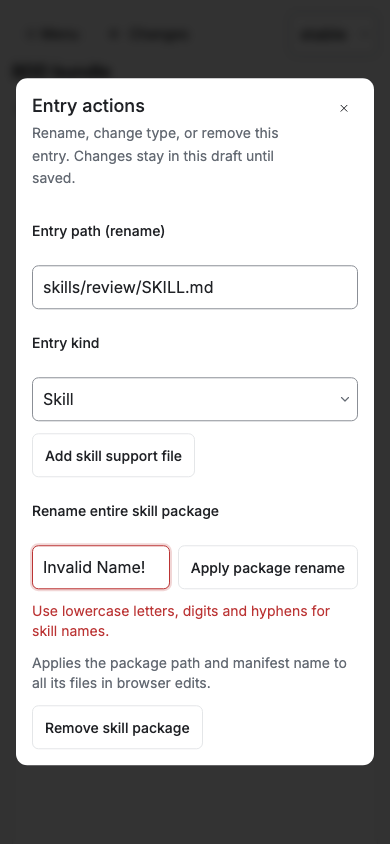 Entry actions
Rename, change type, or remove this
entry. Changes stay in this draft until
saved.
Entry path (rename)
skills/review/SKILL.md
Entry kind
Skill
Add skill support file
Rename entire skill package
Invalid Name!
Apply package rename
Use lowercase letters, digits and hyphens for
skill names.
Applies the package path and manifest name to
all its files in browser edits.
Remove skill package